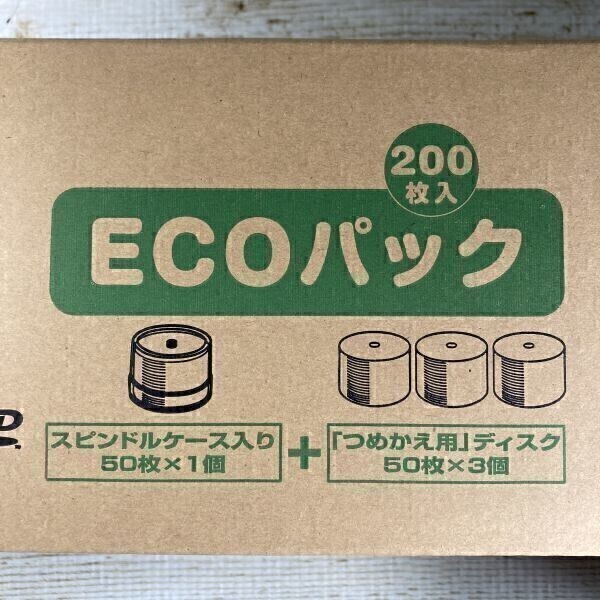 200
枚入
ECOパック
スピンドルケース入り
50枚×1個
+
「つめかえ用」ディスク
50枚×3個